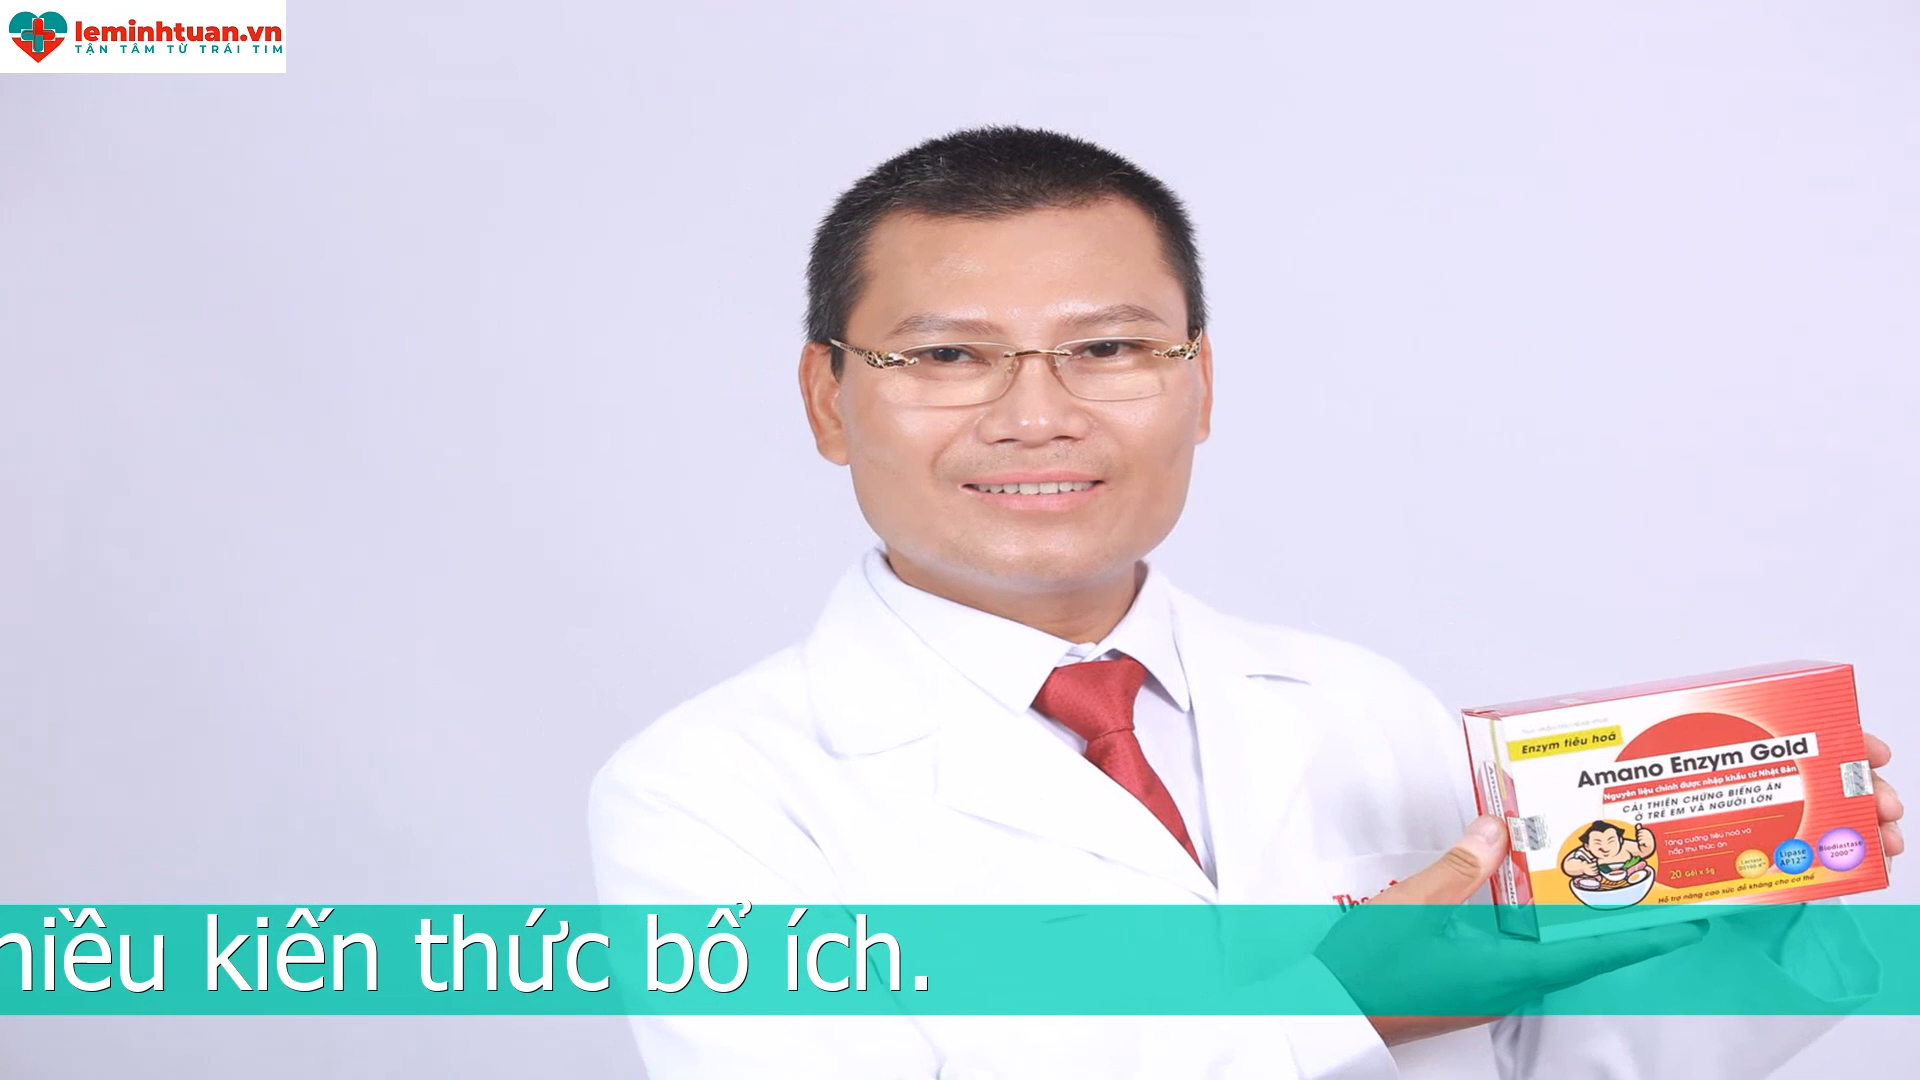 leminhtuan.vn
TẬN TÂM TỪ TRÁI TIM
Enzym tiêu hoá
Amano Enzym Gold
Nguyên liệu chính được nhập khẩu từ Nhật Bản
CẢI THIỆN CHỨNG BIẾNG ĂN
Ở TRẺ EM VÀ NGƯỜI LỚN
Tăng cường tiêu hoá và
hấp thu thức ăn
Lipase
AP12™
Biodiastase
2000™
20 Gói x 5g
Hỗ trợ nâng cao sức đề kháng cho cơ thể
hiều kiến thức bổ ích.